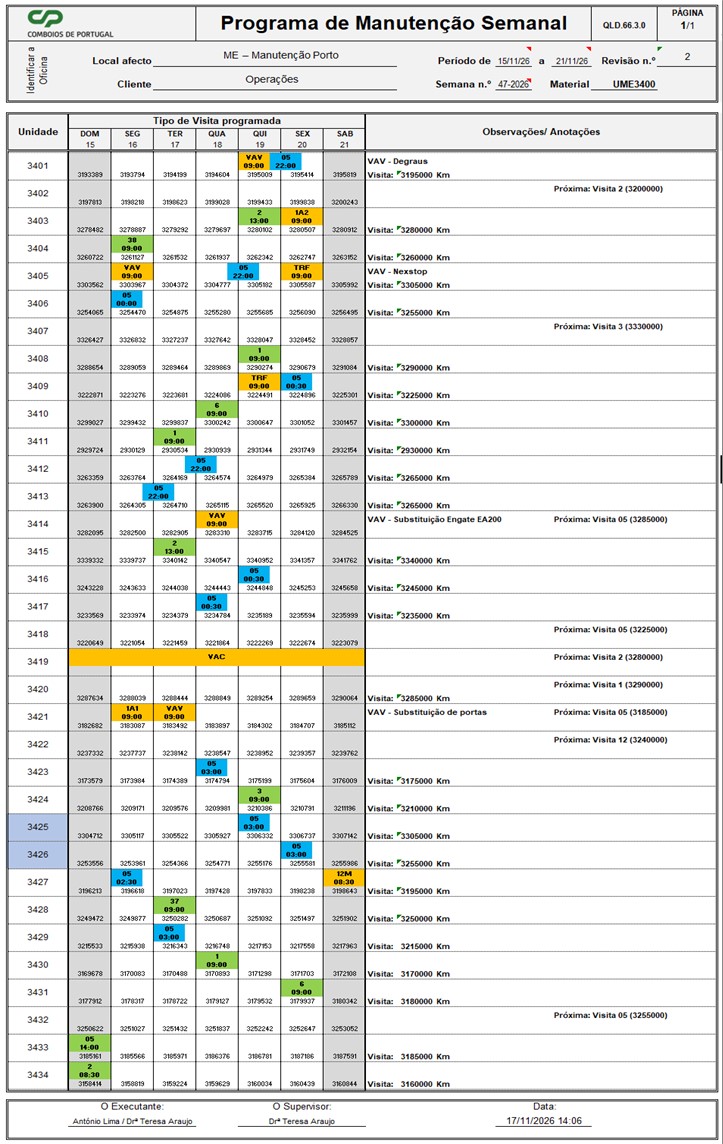 CP
COMBOIOS DE PORTUGAL
Programa de Manutenção Semanal
QLD.66.3.0
PÁGINA
1/1
Identificar a Oficina
Local afecto ME – Manutenção Porto
Período de 15/11/26 a 21/11/26 Revisão n.º 2
Cliente Operações
Semana n.º 47-2026 Material UME3400
Unidade
Tipo de Visita programada
Observações/ Anotações
DOM SEG TER QUA QUI SEX SAB
15 16 17 18 19 20 21
3401
VAV 05
09:00 22:00
VAV - Degraus
3193389 3193794 3194199 3194604 3195009 3195414 3195819 Visita: 3195000 Km
3402 Próxima: Visita 2 (3200000)
3197813 3198218 3198623 3199028 3199433 3199838 3200243
3403
2 1A2
13:00 09:00
3278482 3278887 3279292 3279697 3280102 3280507 3280912 Visita: 3280000 Km
3404
38
09:00
3260722 3261127 3261532 3261937 3262342 3262747 3263152 Visita: 3260000 Km
3405
VAV 05 TRF
09:00 22:00 09:00
VAV - Nexstop
3303562 3303967 3304372 3304777 3305182 3305587 3305992 Visita: 3305000 Km
3406
05
00:00
3254065 3254470 3254875 3255280 3255685 3256090 3256495 Visita: 3255000 Km
3407 Próxima: Visita 3 (3330000)
3326427 3326832 3327237 3327642 3328047 3328452 3328857
3408
1
09:00
3288654 3289059 3289464 3289869 3290274 3290679 3291084 Visita: 3290000 Km
3409
TRF 05
09:00 00:30
3222871 3223276 3223681 3224086 3224491 3224896 3225301 Visita: 3225000 Km
3410
6
09:00
3299027 3299432 3299837 3300242 3300647 3301052 3301457 Visita: 3300000 Km
3411
1
09:00
2929724 2930129 2930534 2930939 2931344 2931749 2932154 Visita: 2930000 Km
3412
05
22:00
3263359 3263764 3264169 3264574 3264979 3265384 3265789 Visita: 3265000 Km
3413
05
22:00
3263900 3264305 3264710 3265115 3265520 3265925 3266330 Visita: 3265000 Km
3414
VAV
09:00
VAV - Substituição Engate EA200 Próxima: Visita 05 (3285000)
3282095 3282500 3282905 3283310 3283715 3284120 3284525
3415
2
13:00
3339332 3339737 3340142 3340547 3340952 3341357 3341762 Visita: 3340000 Km
3416
05
00:30
3243228 3243633 3244038 3244443 3244848 3245253 3245658 Visita: 3245000 Km
3417
05
00:30
3233569 3233974 3234379 3234784 3235189 3235594 3235999 Visita: 3235000 Km
3418 Próxima: Visita 05 (3225000)
3220649 3221054 3221459 3221864 3222269 3222674 3223079
3419 VAC Próxima: Visita 2 (3280000)
3420 Próxima: Visita 1 (3290000)
3287634 3288039 3288444 3288849 3289254 3289659 3290064 Visita: 3285000 Km
3421
1A1 VAV
09:00 09:00
VAV - Substituição de portas Próxima: Visita 05 (3185000)
3182682 3183087 3183492 3183897 3184302 3184707 3185112
3422 Próxima: Visita 12 (3240000)
3237332 3237737 3238142 3238547 3238952 3239357 3239762
3423
05
03:00
3173579 3173984 3174389 3174794 3175199 3175604 3176009 Visita: 3175000 Km
3424
3
09:00
3208766 3209171 3209576 3209981 3210386 3210791 3211196 Visita: 3210000 Km
3425
05
03:00
3304712 3305117 3305522 3305927 3306332 3306737 3307142 Visita: 3305000 Km
3426
05
03:00
3253556 3253961 3254366 3254771 3255176 3255581 3255986 Visita: 3255000 Km
3427
05 12M
02:30 08:30
3196213 3196618 3197023 3197428 3197833 3198238 3198643 Visita: 3195000 Km
3428
37
09:00
3249472 3249877 3250282 3250687 3251092 3251497 3251902 Visita: 3250000 Km
3429
05
03:00
3215533 3215938 3216343 3216748 3217153 3217558 3217963 Visita: 3215000 Km
3430
1
09:00
3169678 3170083 3170488 3170893 3171298 3171703 3172108 Visita: 3170000 Km
3431
6
09:00
3177912 3178317 3178722 3179127 3179532 3179937 3180342 Visita: 3180000 Km
3432 Próxima: Visita 05 (3255000)
3250622 3251027 3251432 3251837 3252242 3252647 3253052
3433
05
14:00
3185161 3185566 3185971 3186376 3186781 3187186 3187591 Visita: 3185000 Km
3434
2
08:30
3158414 3158819 3159224 3159629 3160034 3160439 3160844 Visita: 3160000 Km
O Executante: O Supervisor: Data:
António Lima / Drª Teresa Araujo Drª Teresa Araujo 17/11/2026 14:06